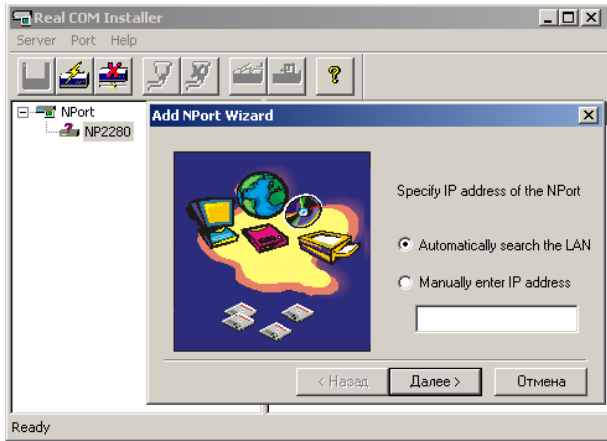 Real COM Installer
Server Port Help
NPort
NP2280
Add NPort Wizard
Specify IP address of the NPort
Automatically search the LAN
Manually enter IP address
< Назад
Далее >
Отмена
Ready